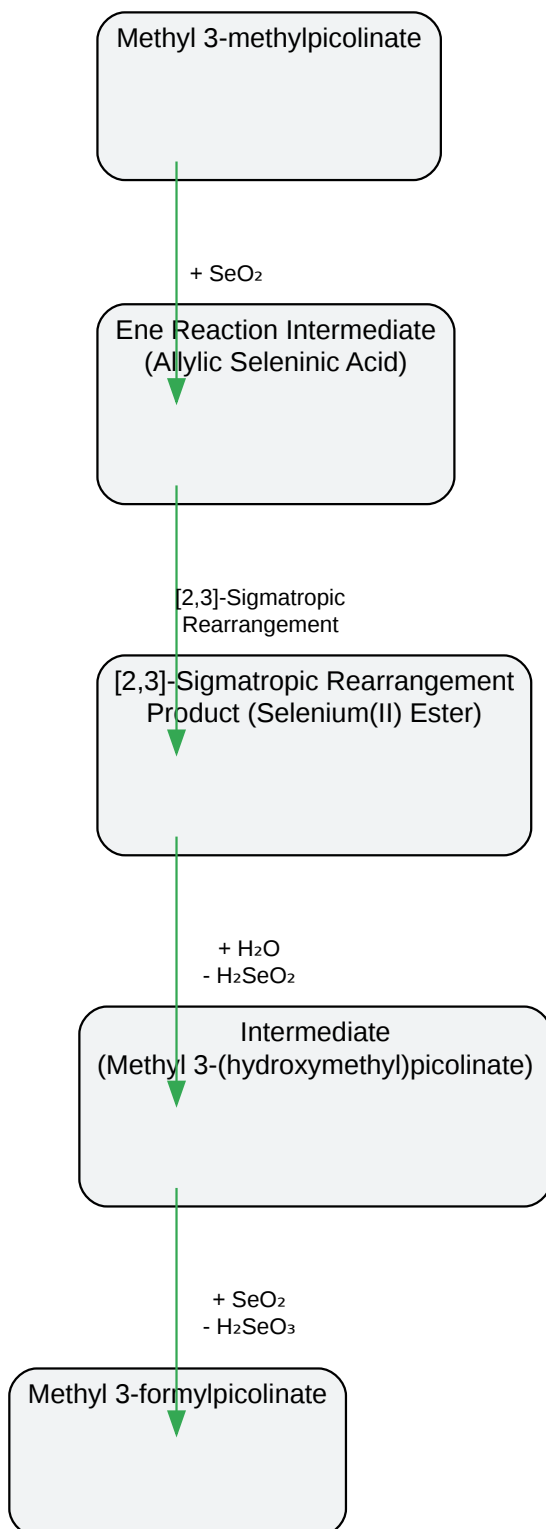 Methyl 3-methylpicolinate
+ SeO₂
Ene Reaction Intermediate
(Allylic Seleninic Acid)
[2,3]-Sigmatropic
Rearrangement
[2,3]-Sigmatropic Rearrangement
Product (Selenium(II) Ester)
+ H₂O
- H₂SeO₂
Intermediate
(Methyl 3-(hydroxymethyl)picolinate)
+ SeO₂
- H₂SeO₃
Methyl 3-formylpicolinate